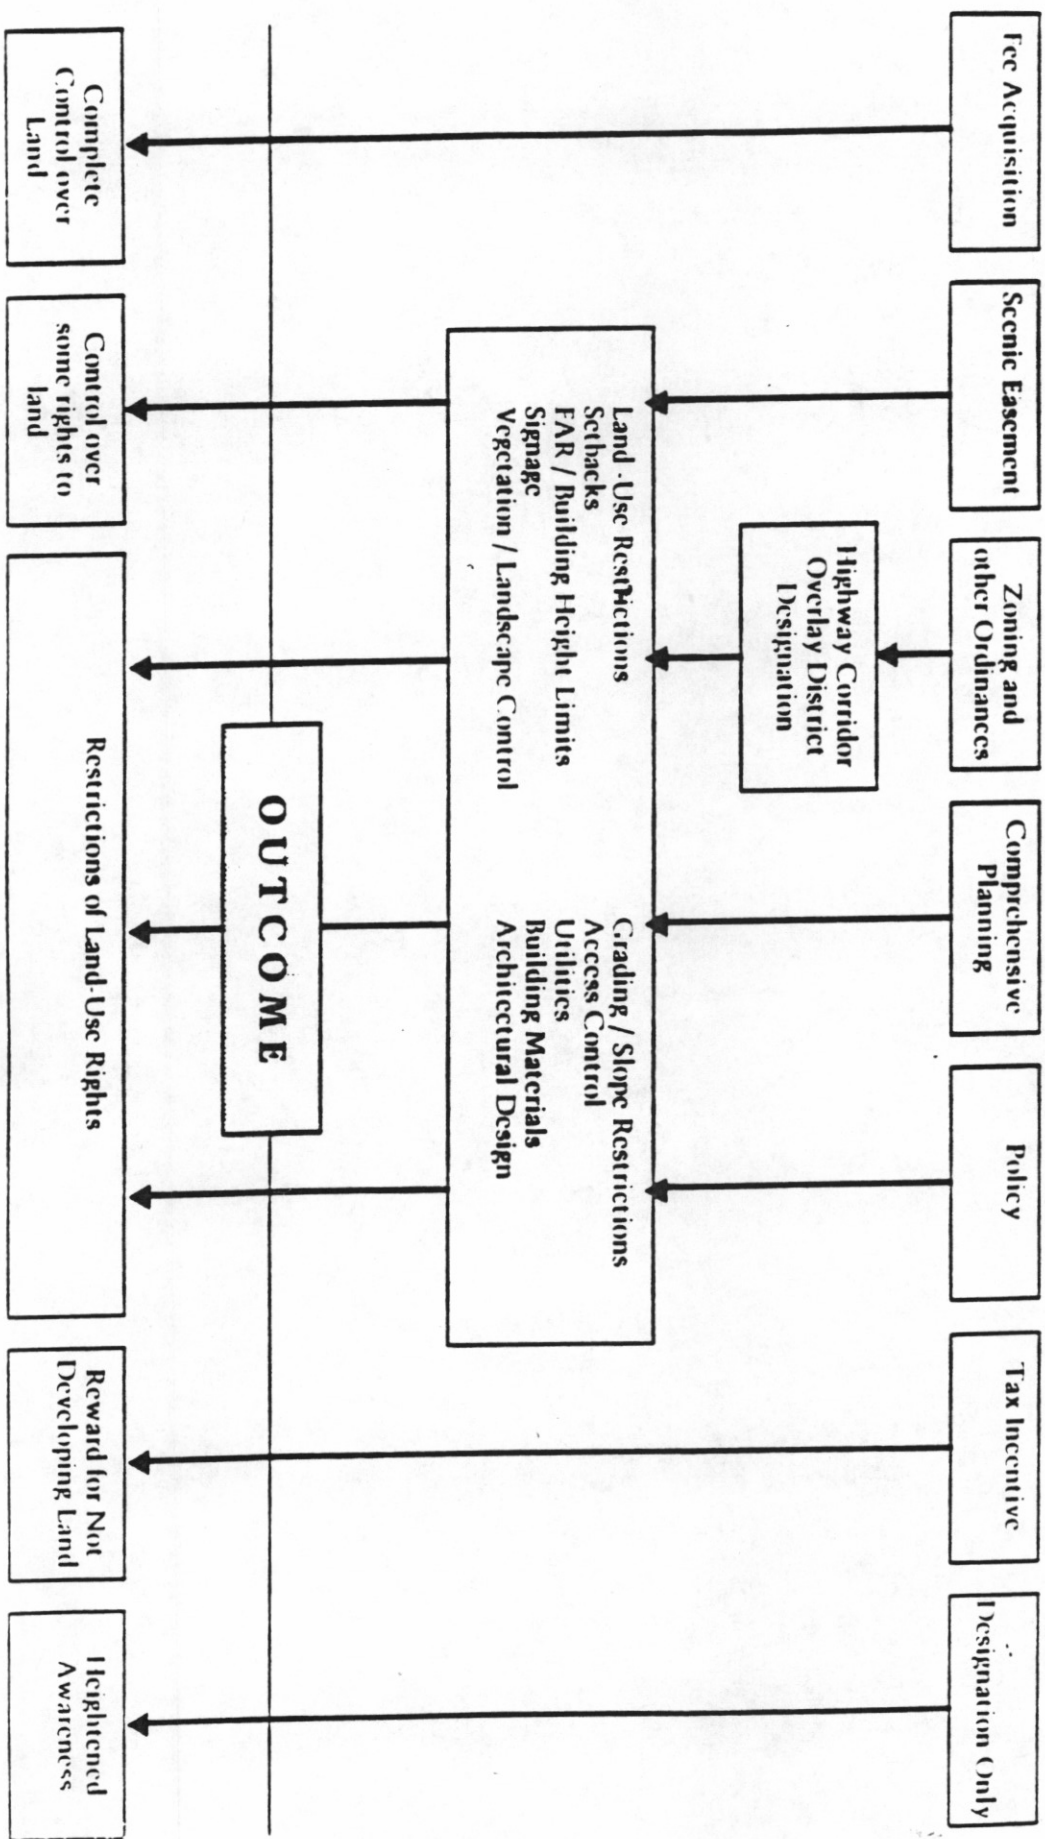 Fee Acquisition
Scenic Easement
Zoning and
other Ordinances
Comprehensive
Planning
Policy
Tax Incentive
Designation Only
Highway Corridor
Overlay District
Designation
Land-Use Restrictions
Setbacks
FAR / Building Height Limits
Signage
Vegetation / Landscape Control
Grading / Slope Restrictions
Access Control
Utilities
Building Materials
Architectural Design
OUTCOME
Complete
Control over
Land
Control over
some rights to
land
Restrictions of Land-Use Rights
Reward for Not
Developing Land
Heightened
Awareness